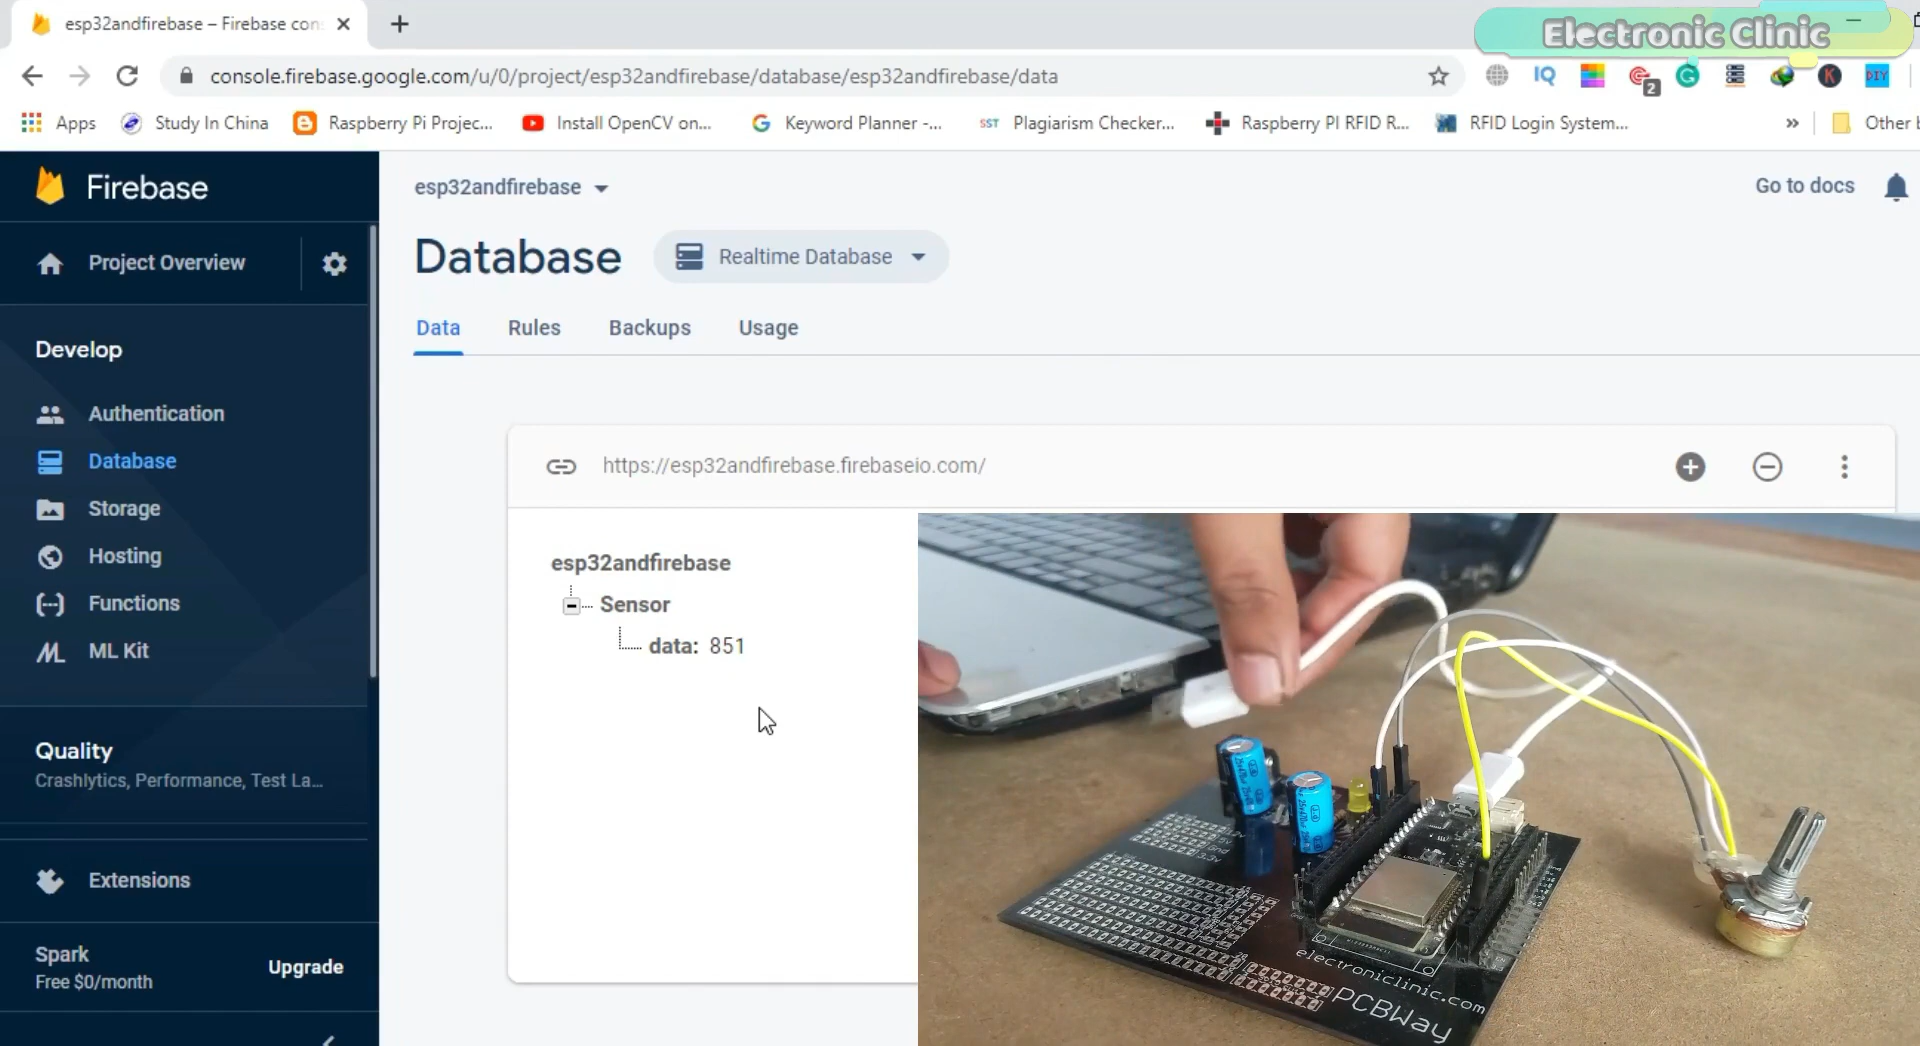 esp32andfirebase – Firebase con
Electronic Clinic
console.firebase.google.com/u/0/project/esp32andfirebase/database/esp32andfirebase/data
IQ
2
G
K
DIY
Apps
Study In China
Raspberry Pi Projec...
Install OpenCV on...
Keyword Planner -...
SST
Plagiarism Checker...
Raspberry PI RFID R...
RFID Login System...
»
Other b
Firebase
esp32andfirebase
Go to docs
Project Overview
Database
Realtime Database
Data
Rules
Backups
Usage
Develop
Authentication
Database
Storage
Hosting
Functions
ML Kit
Quality
Crashlytics, Performance, Test La...
Extensions
Spark
Free $0/month
Upgrade
https://esp32andfirebase.firebaseio.com/
esp32andfirebase
Sensor
data: 851
electroniclinic.com
PCBWay